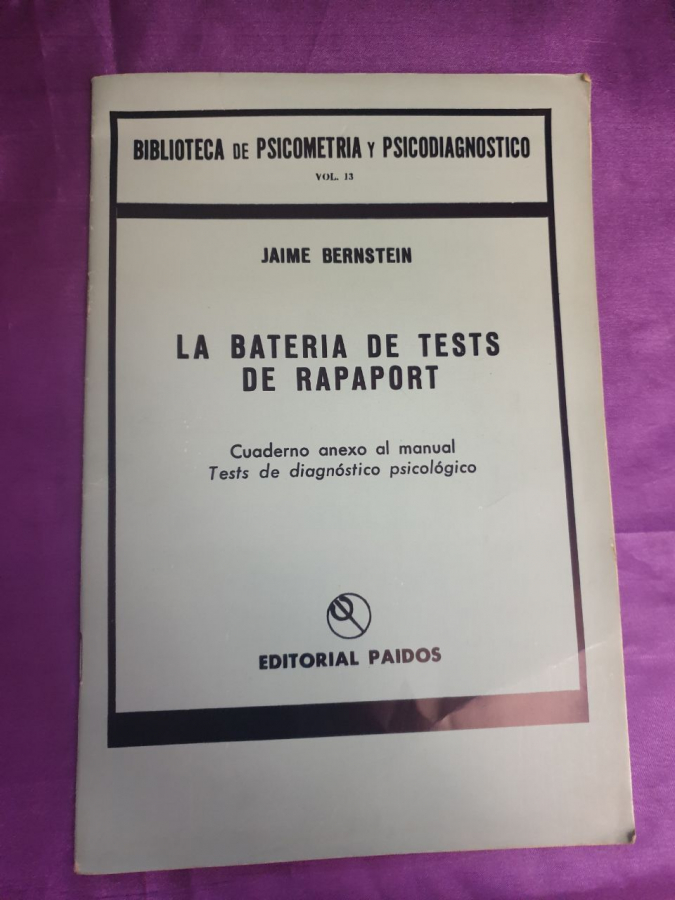 BIBLIOTECA DE PSICOMETRIA Y PSICODIAGNOSTICO
VOL. 13
JAIME BERNSTEIN
LA BATERIA DE TESTS
DE RAPAPORT
Cuaderno anexo al manual
Tests de diagnóstico psicológico
EDITORIAL PAIDOS